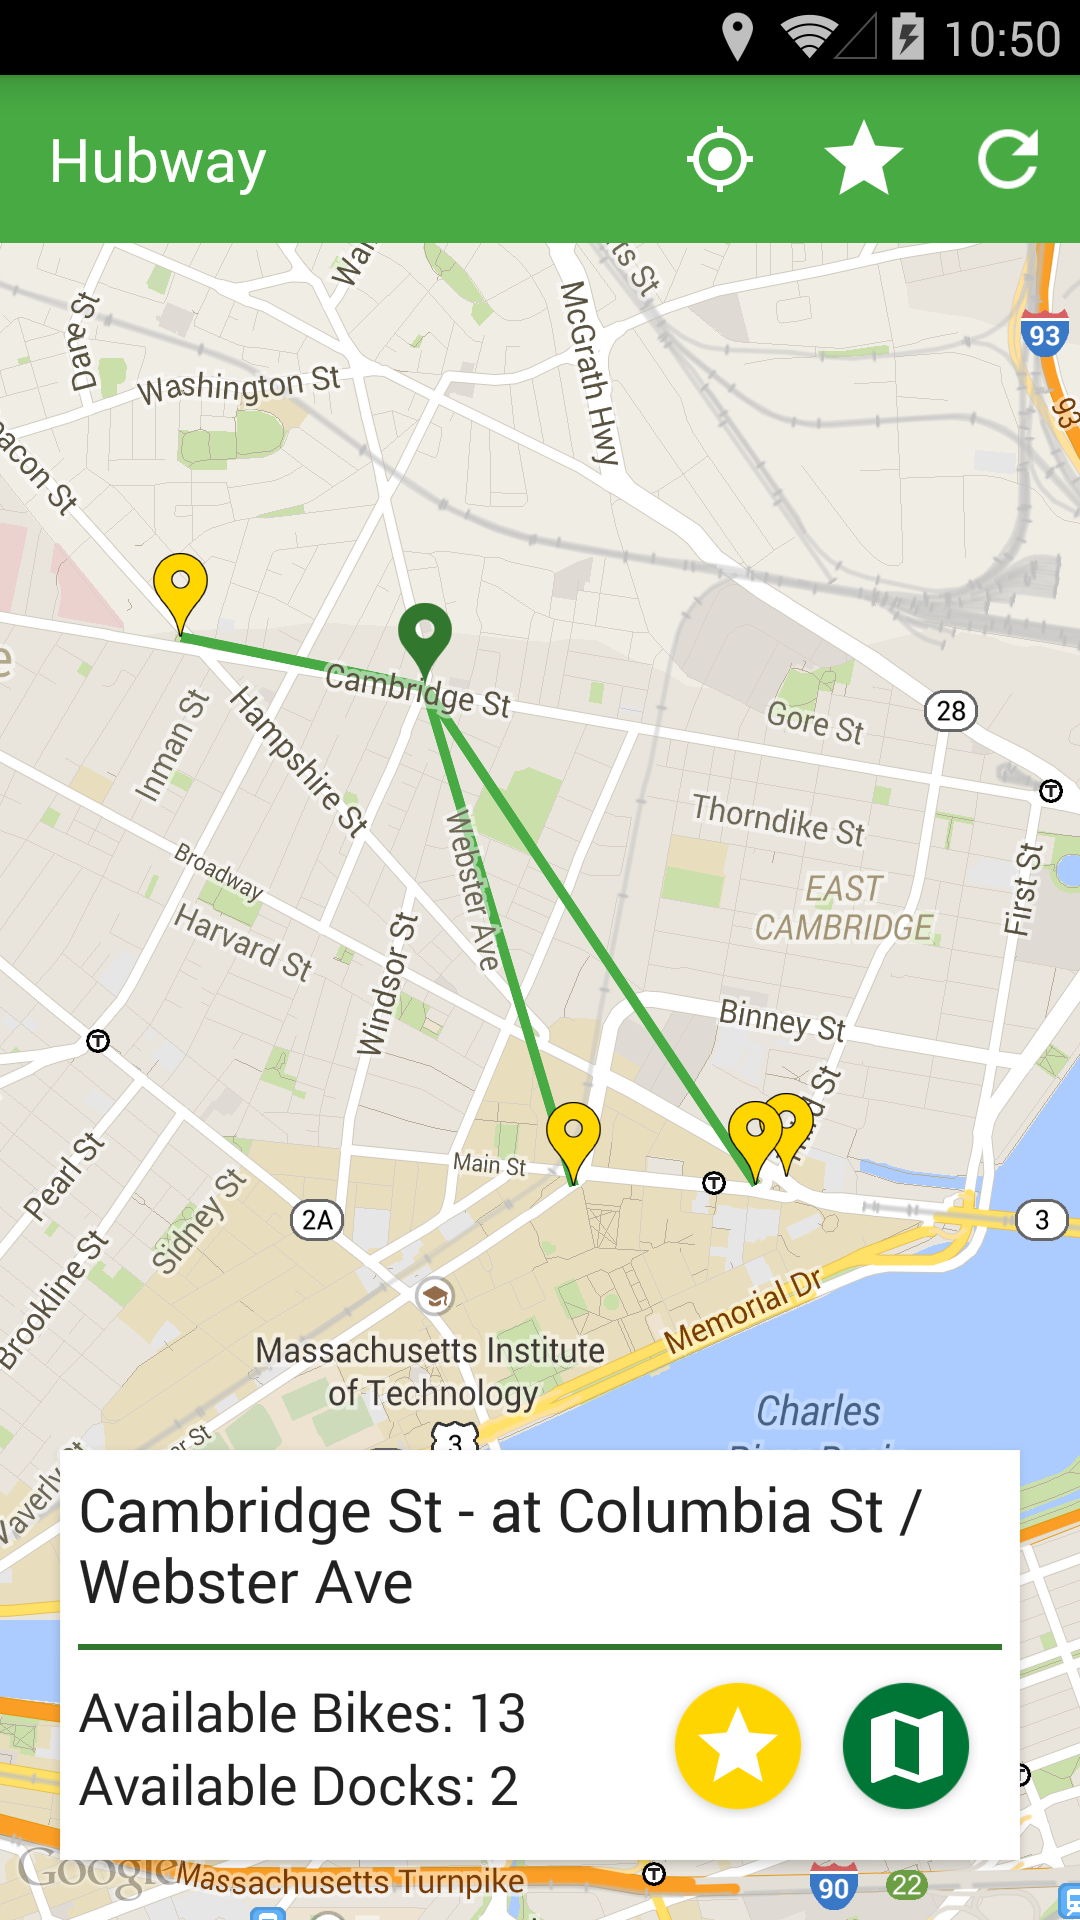 10:50
Hubway
Dane St
McGrath Hwy
93
Washington St
93
Cambridge St
Inman St
Hampshire St
Gore St
28
T
Thorndike St
Webster Ave
Broadway
First St
EAST
CAMBRIDGE
Harvard St
Windsor St
Binney St
T
Pearl St
Main St
T
Sidney St
2A
3
Brookline St
Memorial Dr
Massachusetts Institute
of Technology
Charles
3
Cambridge St - at Columbia St /
Webster Ave
Available Bikes: 13
Available Docks: 2
Google
Massachusetts Turnpike
T
90
22